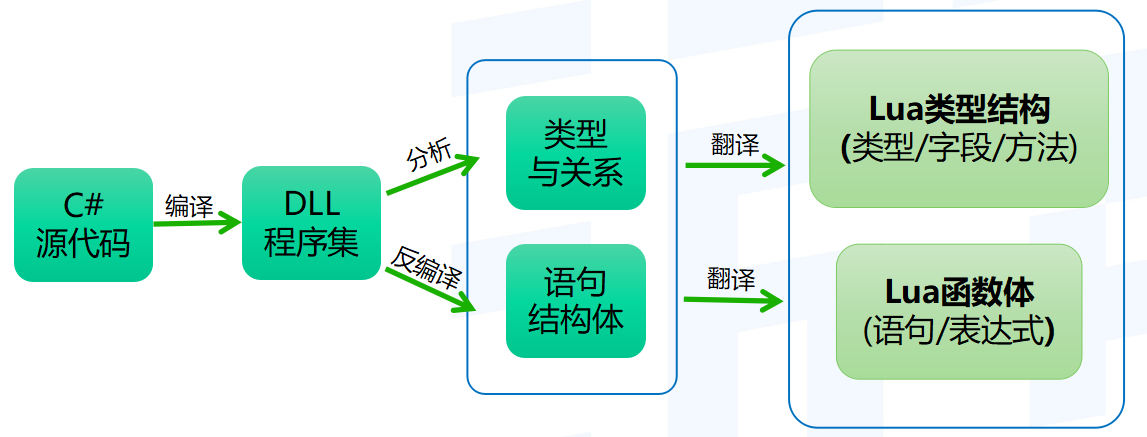 C#
源代码
编译
DLL
程序集
分析
反编译
类型
与关系
语句
结构体
翻译
翻译
Lua类型结构
(类型/字段/方法)
Lua函数体
(语句/表达式)